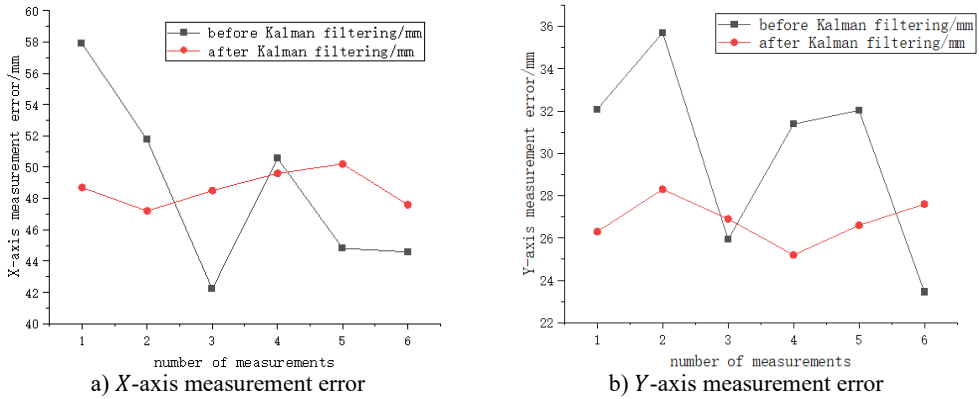 60
58
56
54
52
50
48
46
44
42
40
X-axis measurement error/mm
before Kalman filtering/mm
after Kalman filtering/mm
1 2 3 4 5 6
number of measurements
a) X-axis measurement error
38
36
34
32
30
28
26
24
22
Y-axis measurement error/mm
before Kalman filtering/mm
after Kalman filtering/mm
1 2 3 4 5 6
number of measurements
b) Y-axis measurement error